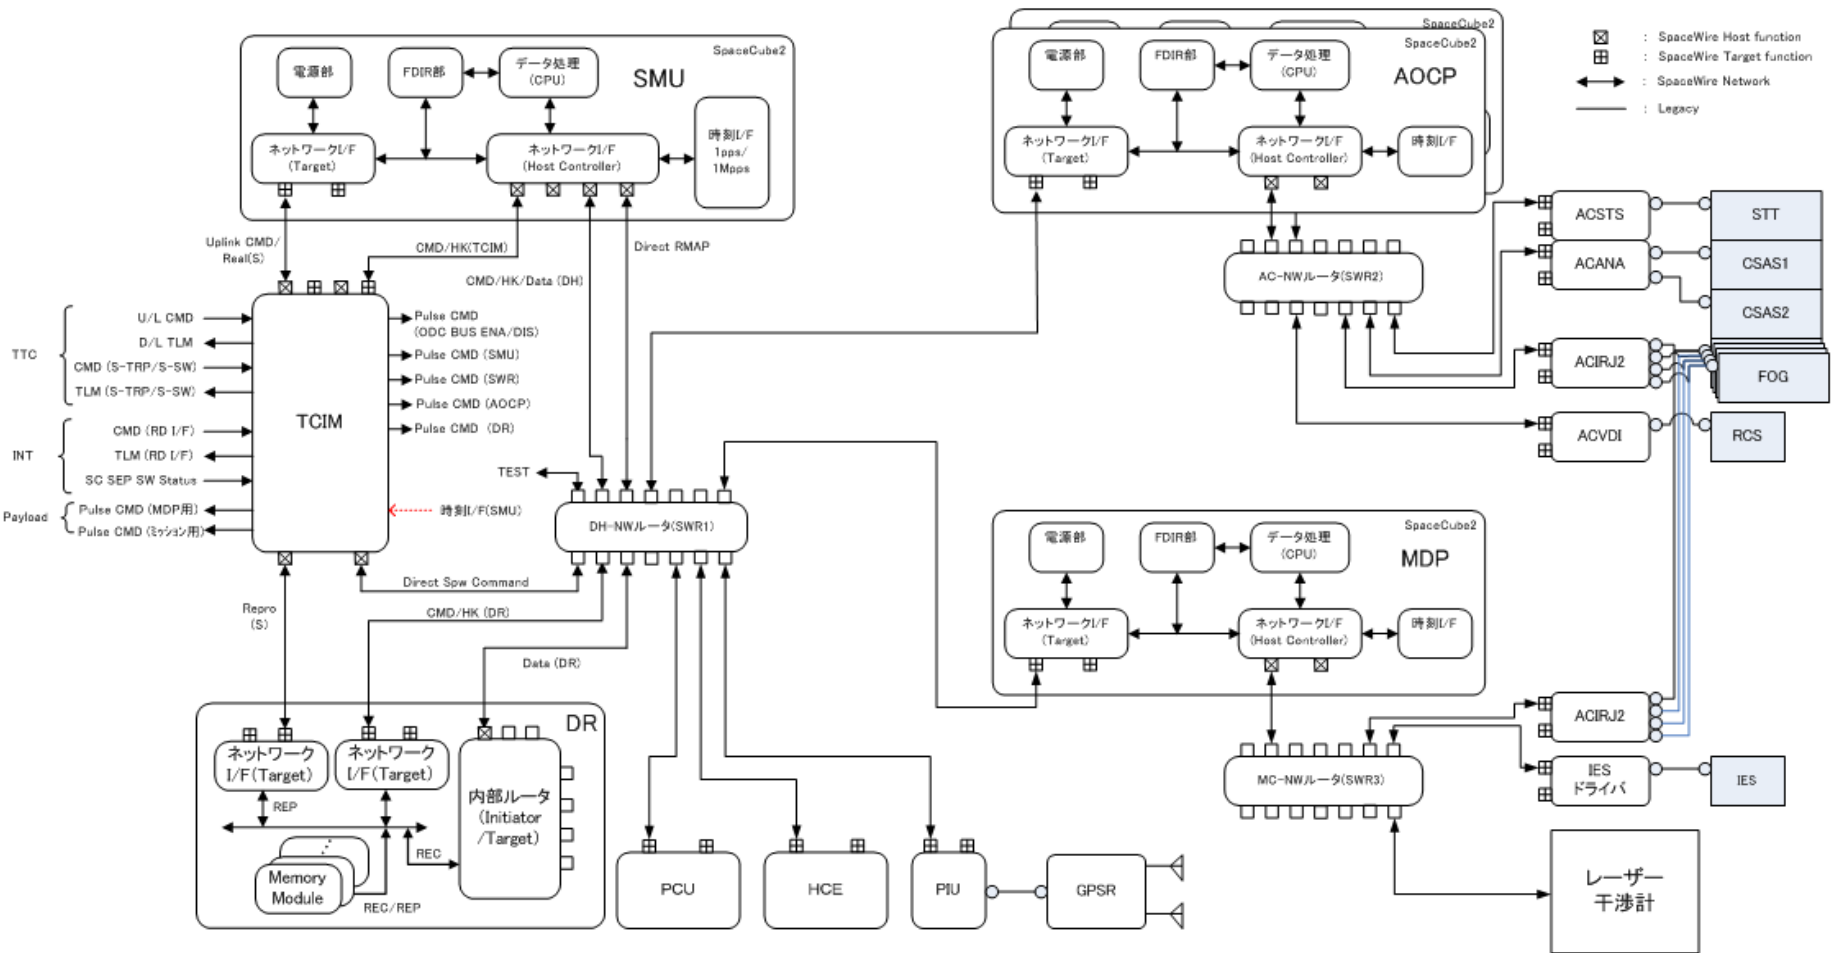 SpaceCube2
SMU
電源部
FDIR部
データ処理
(CPU)
ネットワークI/F
(Target)
ネットワークI/F
(Host Controller)
時刻I/F
1pps/
1Mpps
SpaceCube2
SpaceCube2
AOCP
電源部
FDIR部
データ処理
(CPU)
ネットワークI/F
(Target)
ネットワークI/F
(Host Controller)
時刻I/F
: SpaceWire Host function
: SpaceWire Target function
: SpaceWire Network
: Legacy
Uplink CMD/
Real(S)
CMD/HK(TCIM)
CMD/HK/Data (DH)
Direct RMAP
AC-NWルータ(SWR2)
ACSTS
STT
ACANA
CSAS1
CSAS2
ACIRJ2
FOG
ACVDI
RCS
TTC
U/L CMD
D/L TLM
CMD (S-TRP/S-SW)
TLM (S-TRP/S-SW)
INT
CMD (RD I/F)
TLM (RD I/F)
SC SEP SW Status
Payload
Pulse CMD (MDP用)
Pulse CMD (ミッション用)
TCIM
Pulse CMD
(ODC BUS ENA/DIS)
Pulse CMD (SMU)
Pulse CMD (SWR)
Pulse CMD (AOCP)
Pulse CMD (DR)
時刻I/F(SMU)
TEST
DH-NWルータ(SWR1)
Direct Spw Command
CMD/HK (DR)
Data (DR)
Repro
(S)
SpaceCube2
MDP
電源部
FDIR部
データ処理
(CPU)
ネットワークI/F
(Target)
ネットワークI/F
(Host Controller)
時刻I/F
MC-NWルータ(SWR3)
ACIRJ2
IES
ドライバ
IES
レーザー
干渉計
DR
ネットワーク
I/F(Target)
ネットワーク
I/F(Target)
内部ルータ
(Initiator
/Target)
REP
REC
Memory
Module
REC/REP
PCU
HCE
PIU
GPSR